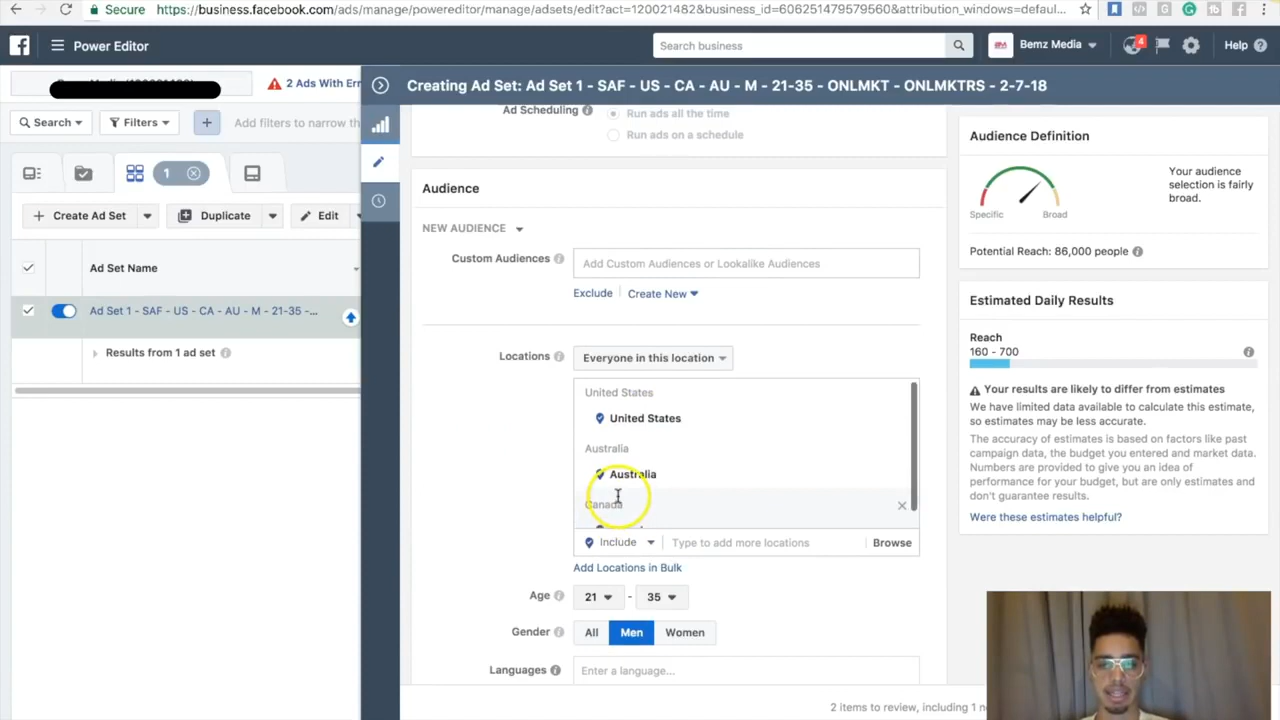 Secure https://business.facebook.com/ads/manage/powereditor/manage/adsets/edit?act=120021482&business_id=606251479579560&attribution_windows=defaul...
Power Editor
Search business
Bemz Media
4
Help
2 Ads With Err
Creating Ad Set: Ad Set 1 - SAF - US - CA - AU - M - 21-35 - ONLMKT - ONLMKTRS - 2-7-18
Search
Filters
Add filters to narrow th
1
Create Ad Set
Duplicate
Edit
Ad Set Name
Ad Set 1 - SAF - US - CA - AU - M - 21-35 -...
Results from 1 ad set
Ad Scheduling
Run ads all the time
Run ads on a schedule
Audience
NEW AUDIENCE
Custom Audiences
Add Custom Audiences or Lookalike Audiences
Exclude
Create New
Locations
Everyone in this location
United States
United States
Australia
Australia
Canada
Include
Type to add more locations
Browse
Add Locations in Bulk
Age
21 - 35
Gender
All Men Women
Languages
Enter a language...
2 items to review, including 1 n
Audience Definition
Your audience
selection is fairly
broad.
Specific
Broad
Potential Reach: 86,000 people
Estimated Daily Results
Reach
160 - 700
Your results are likely to differ from estimates
We have limited data available to calculate this estimate,
so estimates may be less accurate.
The accuracy of estimates is based on factors like past
campaign data, the budget you entered and market data.
Numbers are provided to give you an idea of
performance for your budget, but are only estimates and
don't guarantee results.
Were these estimates helpful?